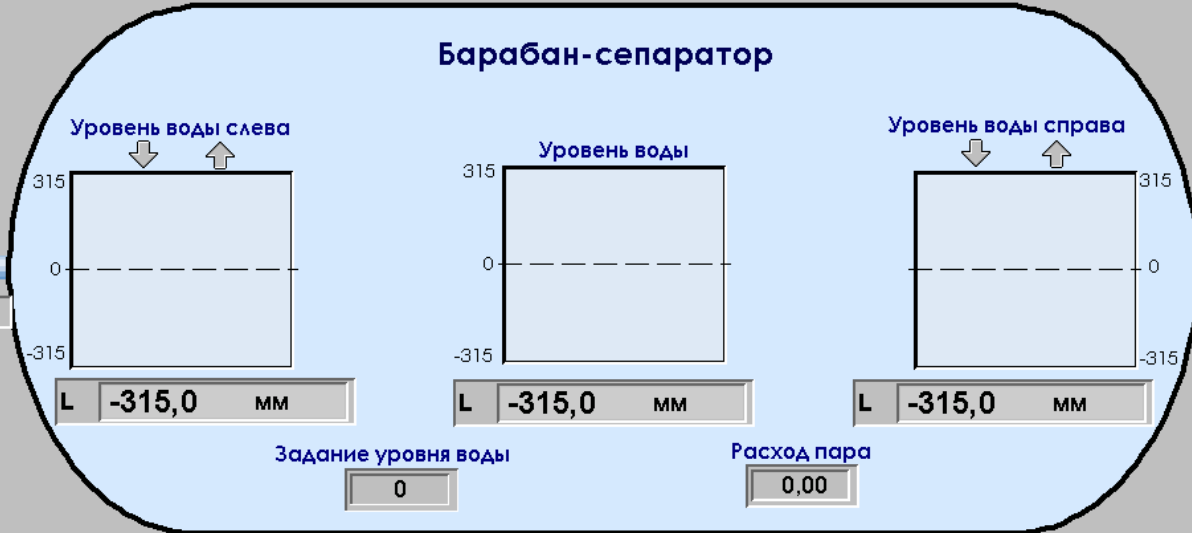 Барабан-сепаратор
Уровень воды слева
315
0
-315
L -315,0 мм
Уровень воды
315
0
-315
L -315,0 мм
Уровень воды справа
315
0
-315
L -315,0 мм
Задание уровня воды
0
Расход пара
0,00